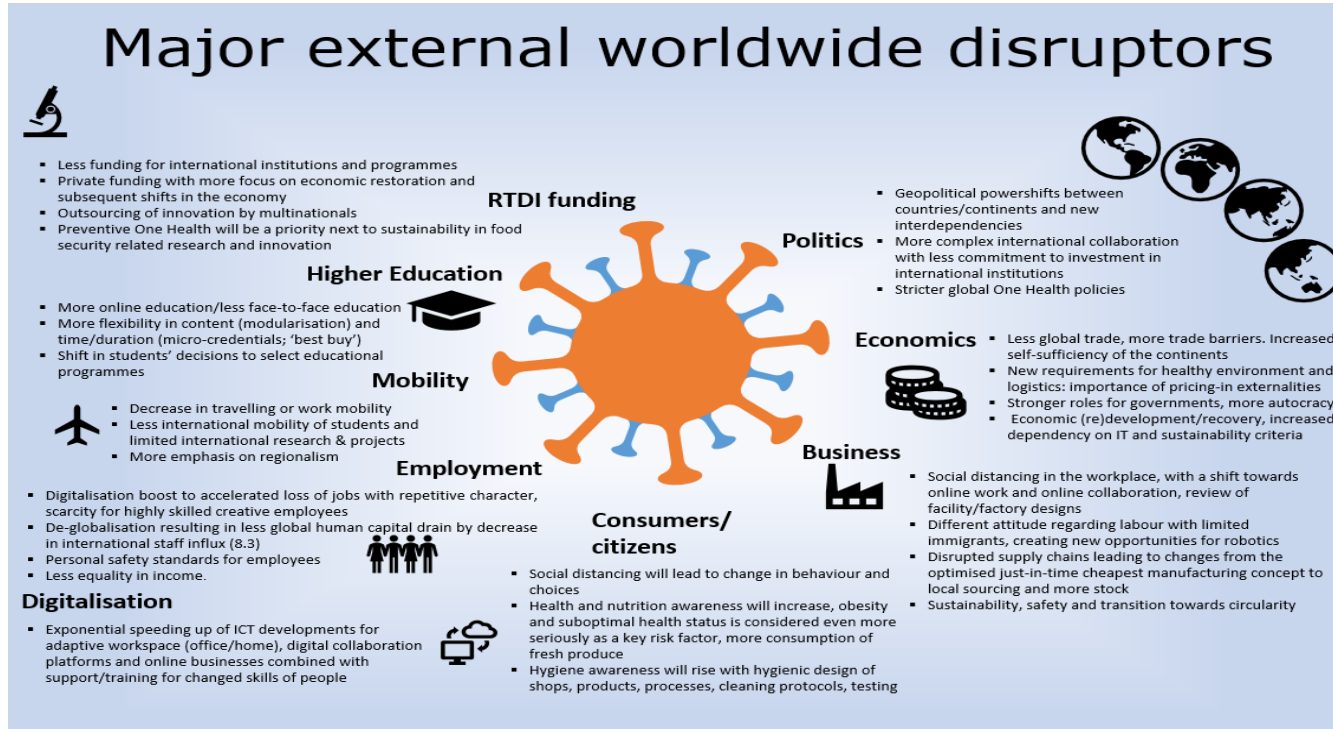 Major external worldwide disruptors
▪ Less funding for international institutions and programmes
▪ Private funding with more focus on economic restoration and
subsequent shifts in the economy
▪ Outsourcing of innovation by multinationals
▪ Preventive One Health will be a priority next to sustainability in food
security related research and innovation
RTDI funding
Higher Education
▪ More online education/less face-to-face education
▪ More flexibility in content (modularisation) and
time/duration (micro-credentials; ‘best buy’)
▪ Shift in students’ decisions to select educational
programmes
Mobility
▪ Decrease in travelling or work mobility
▪ Less international mobility of students and
limited international research & projects
▪ More emphasis on regionalism
Employment
▪ Digitalisation boost to accelerated loss of jobs with repetitive character,
scarcity for highly skilled creative employees
▪ De-globalisation resulting in less global human capital drain by decrease
in international staff influx (8.3)
▪ Personal safety standards for employees
▪ Less equality in income.
Digitalisation
▪ Exponential speeding up of ICT developments for
adaptive workspace (office/home), digital collaboration
platforms and online businesses combined with
support/training for changed skills of people
Consumers/
citizens
▪ Social distancing will lead to change in behaviour and
choices
▪ Health and nutrition awareness will increase, obesity
and suboptimal health status is considered even more
seriously as a key risk factor, more consumption of
fresh produce
▪ Hygiene awareness will rise with hygienic design of
shops, products, processes, cleaning protocols, testing
Politics
▪ Geopolitical powershifts between
countries/continents and new
interdependencies
▪ More complex international collaboration
with less commitment to investment in
international institutions
▪ Stricter global One Health policies
Economics
▪ Less global trade, more trade barriers. Increased
self-sufficiency of the continents
▪ New requirements for healthy environment and
logistics: importance of pricing-in externalities
▪ Stronger roles for governments, more autocracy
▪ Economic (re)development/recovery, increased
dependency on IT and sustainability criteria
Business
▪ Social distancing in the workplace, with a shift towards
online work and online collaboration, review of
facility/factory designs
▪ Different attitude regarding labour with limited
immigrants, creating new opportunities for robotics
▪ Disrupted supply chains leading to changes from the
optimised just-in-time cheapest manufacturing concept to
local sourcing and more stock
▪ Sustainability, safety and transition towards circularity